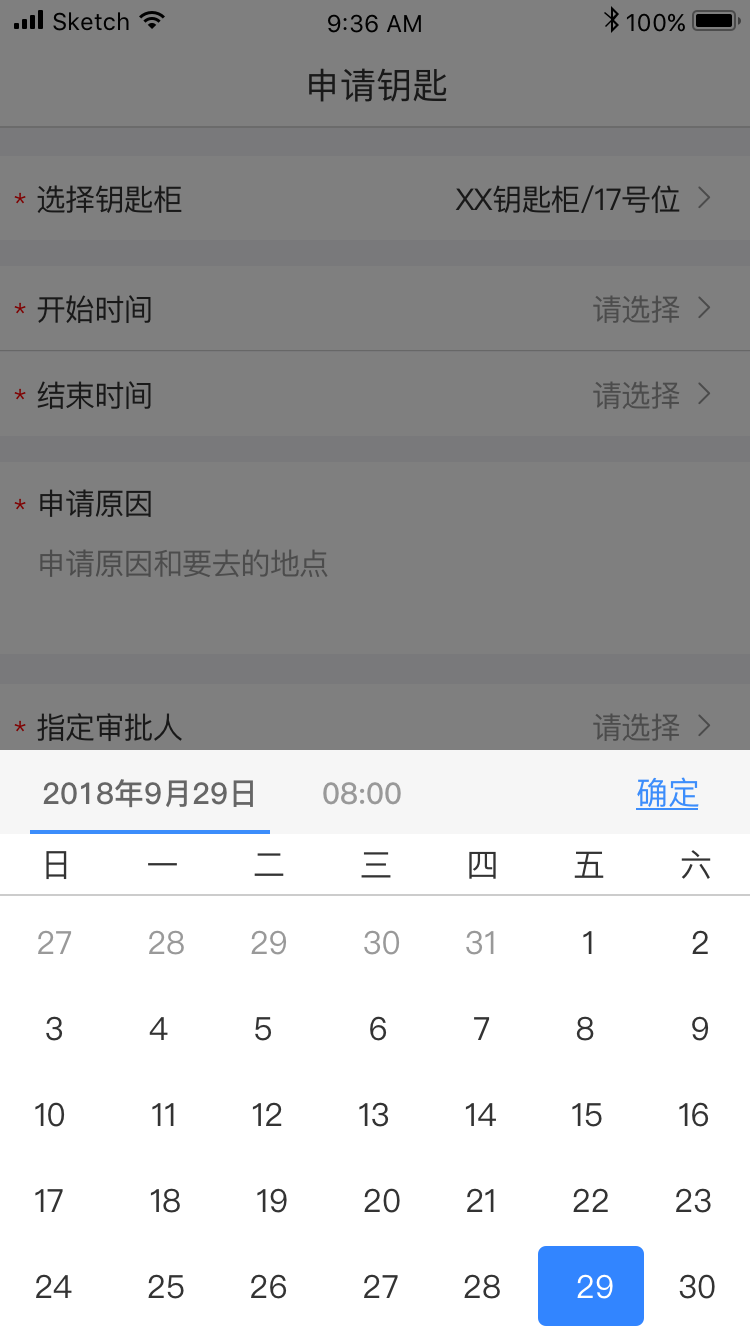 Sketch 9:36 AM 100%
申请钥匙
* 选择钥匙柜 XX钥匙柜/17号位
* 开始时间 请选择
* 结束时间 请选择
* 申请原因
申请原因和要去的地点
* 指定审批人 请选择
2018年9月29日 08:00 确定
日 一 二 三 四 五 六
27 28 29 30 31 1 2
3 4 5 6 7 8 9
10 11 12 13 14 15 16
17 18 19 20 21 22 23
24 25 26 27 28 29 30